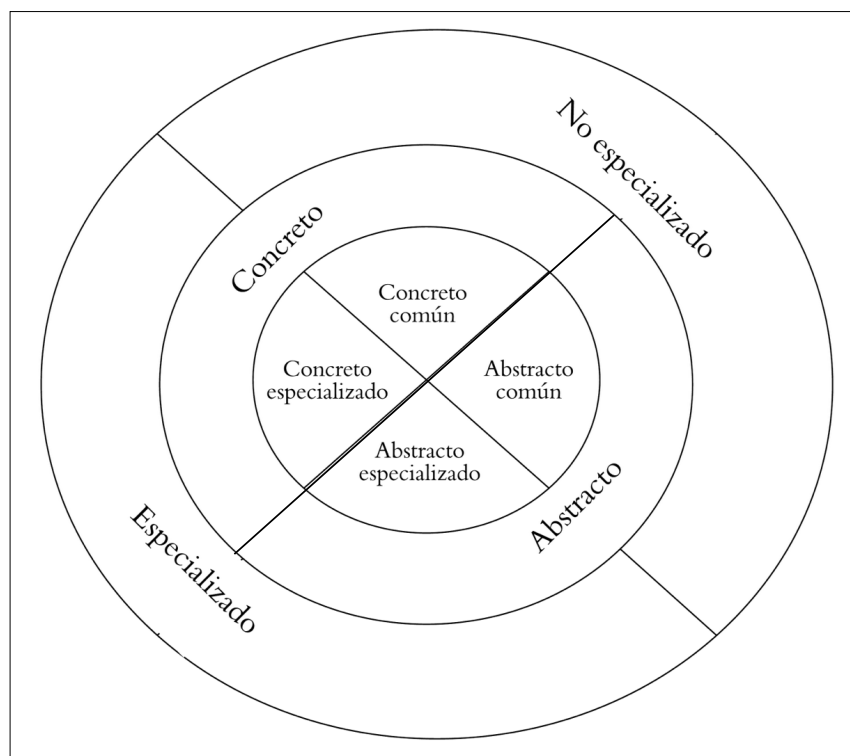 No especializado
Concreto
Concreto
común
Concreto
especializado
Abstracto
común
Abstracto
especializado
Abstracto
Especializado